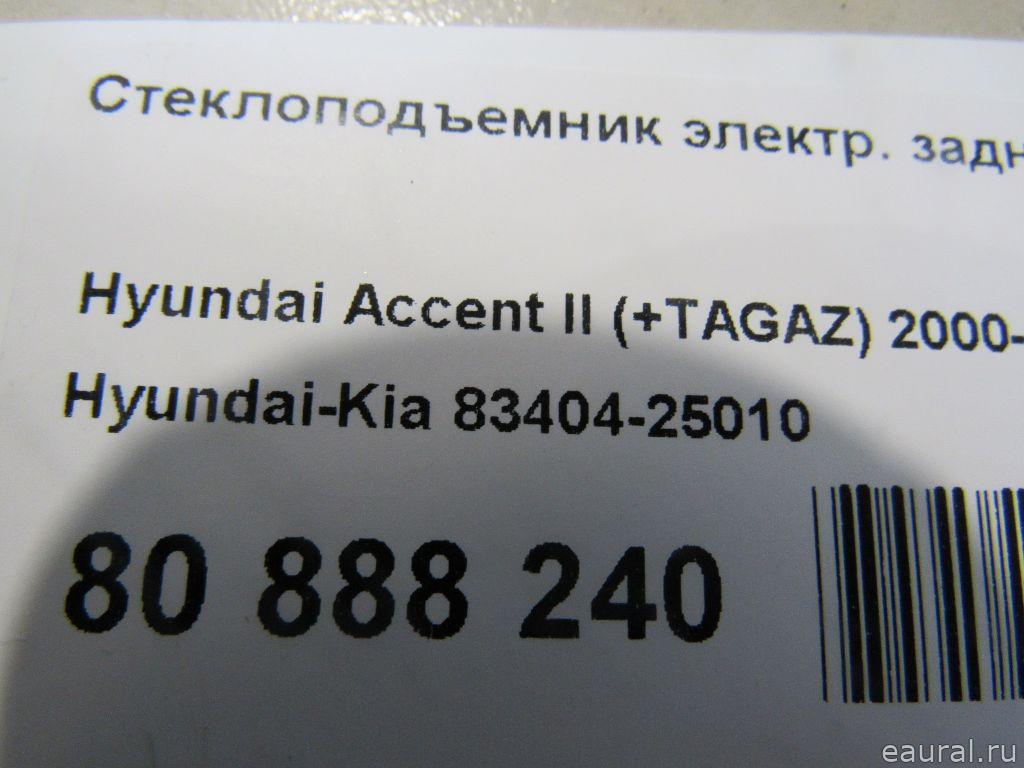 Стеклоподъемник электр. задн
Hyundai Accent II (+TAGAZ) 2000-
Hyundai-Kia 83404-25010
80 888 240
eaural.ru